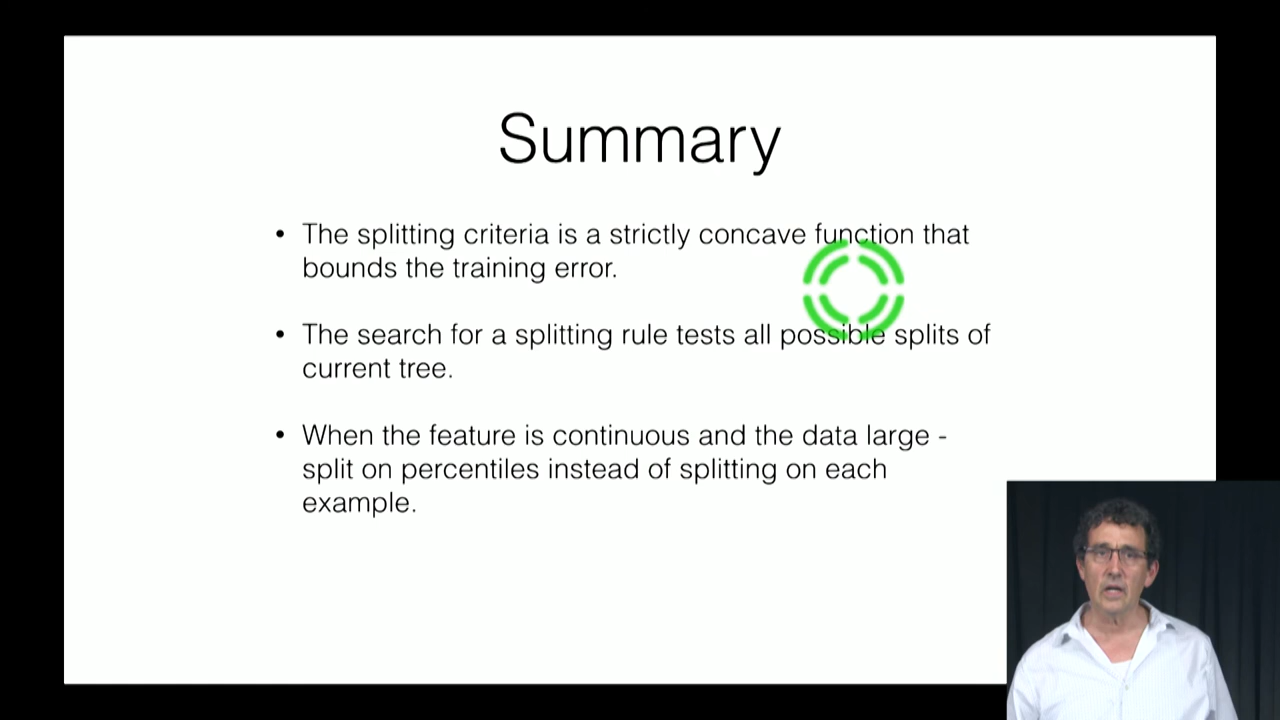 Summary
• The splitting criteria is a strictly concave function that
bounds the training error.
• The search for a splitting rule tests all possible splits of
current tree.
• When the feature is continuous and the data large -
split on percentiles instead of splitting on each
example.